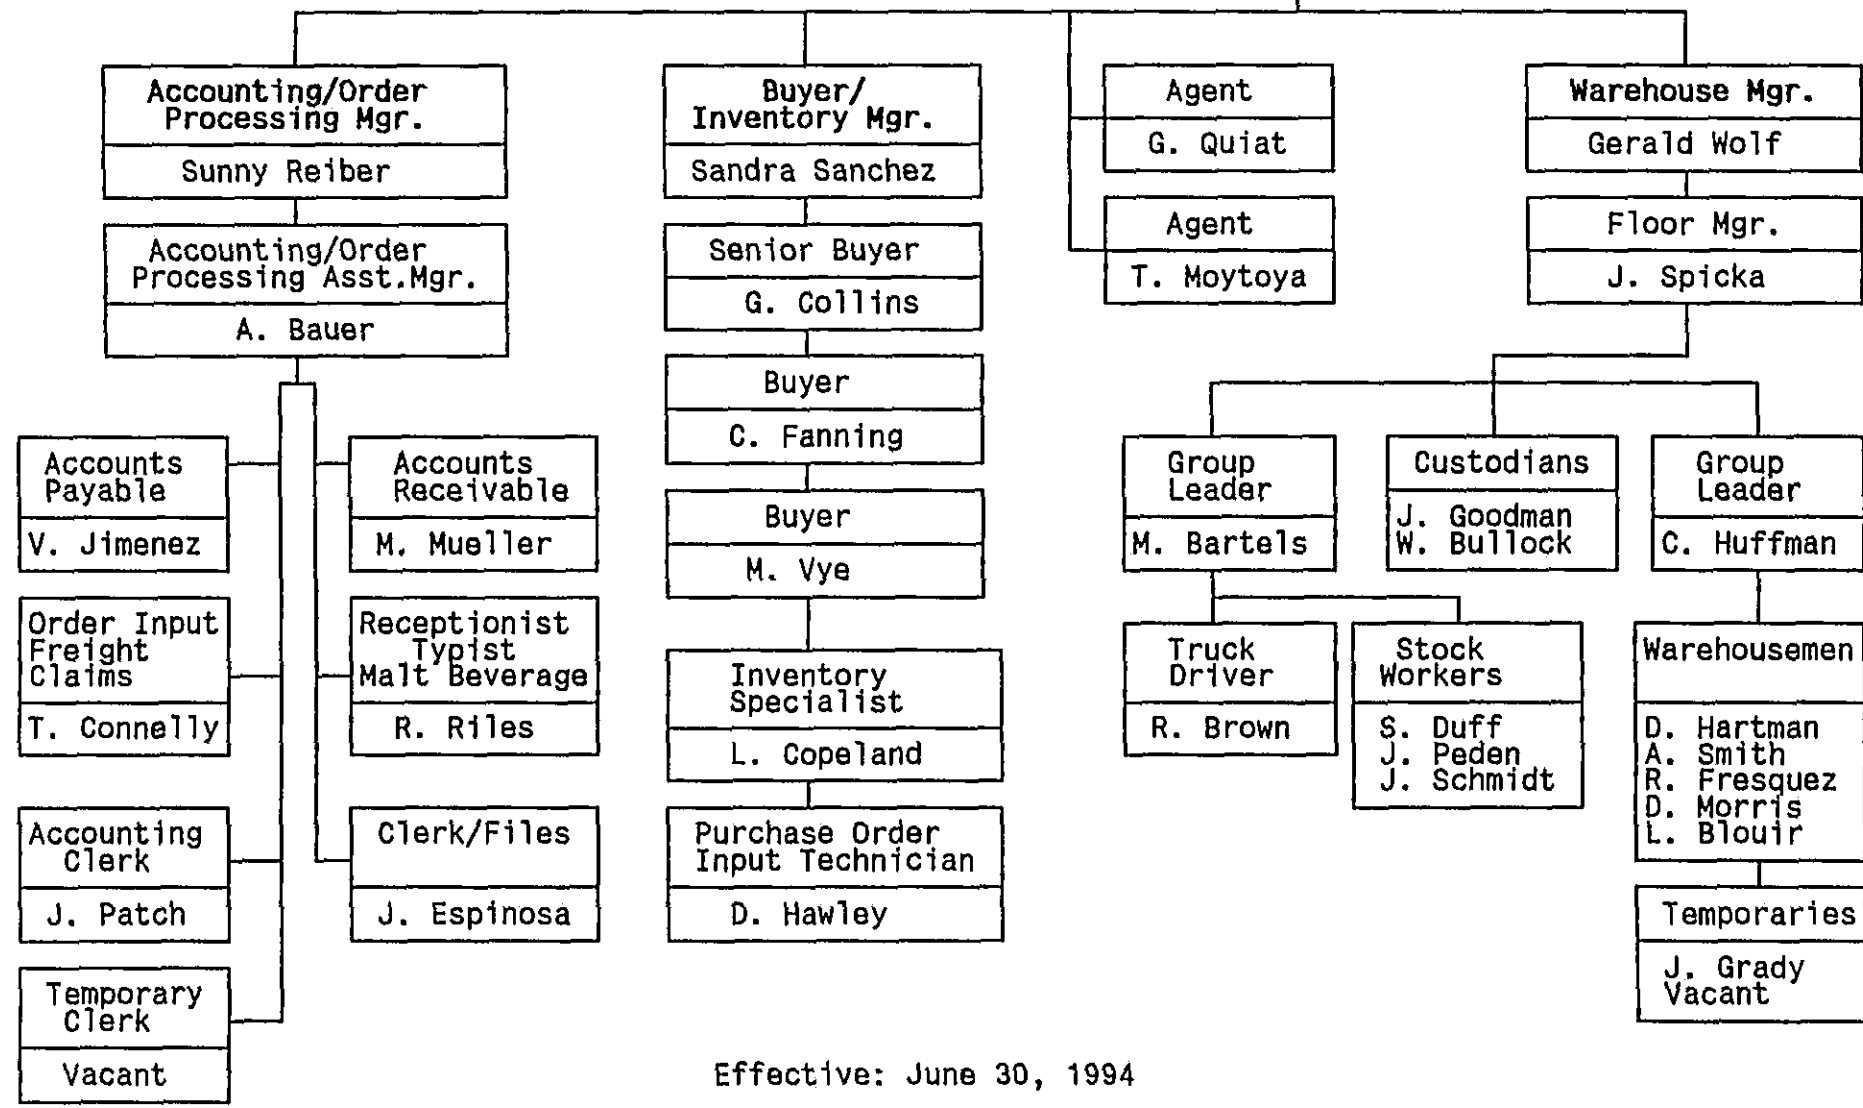 Accounting/Order
Processing Mgr.
Sunny Reiber
Accounting/Order
Processing Asst.Mgr.
A. Bauer
Accounts
Payable
V. Jimenez
Accounts
Receivable
M. Mueller
Order Input
Freight
Claims
T. Connelly
Receptionist
Typist
Malt Beverage
R. Riles
Accounting
Clerk
J. Patch
Clerk/Files
J. Espinosa
Temporary
Clerk
Vacant
Buyer/
Inventory Mgr.
Sandra Sanchez
Senior Buyer
G. Collins
Buyer
C. Fanning
Buyer
M. Vye
Inventory
Specialist
L. Copeland
Purchase Order
Input Technician
D. Hawley
Agent
G. Quiat
Agent
T. Moytoya
Warehouse Mgr.
Gerald Wolf
Floor Mgr.
J. Spicka
Group
Leader
M. Bartels
Custodians
J. Goodman
W. Bullock
Group
Leader
C. Huffman
Truck
Driver
R. Brown
Stock
Workers
S. Duff
J. Peden
J. Schmidt
Warehousemen
D. Hartman
A. Smith
R. Fresquez
D. Morris
L. Blouir
Temporaries
J. Grady
Vacant
Effective: June 30, 1994